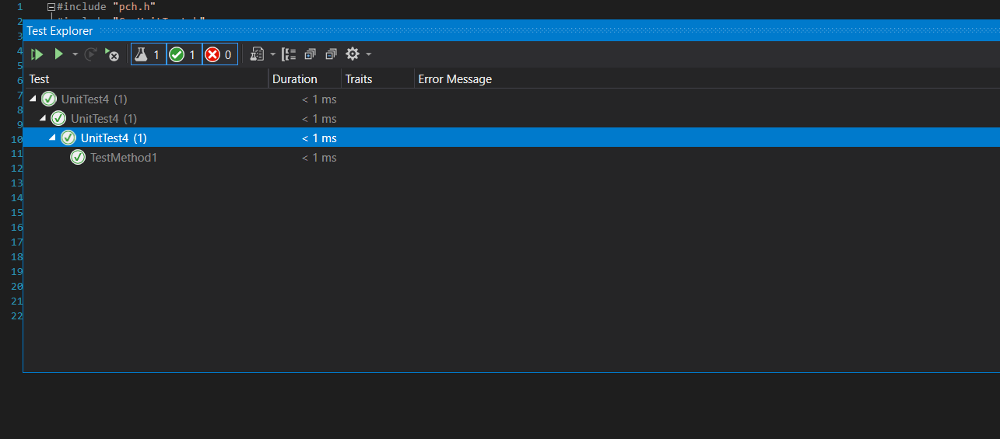 1 #include "pch.h"
2
3 Test Explorer
4 1 1 0
5
6 Test Duration Traits Error Message
7 UnitTest4 (1) < 1 ms
8 UnitTest4 (1) < 1 ms
9
10 UnitTest4 (1) < 1 ms
11 TestMethod1 < 1 ms
12
13
14
15
16
17
18
19
20
21
22